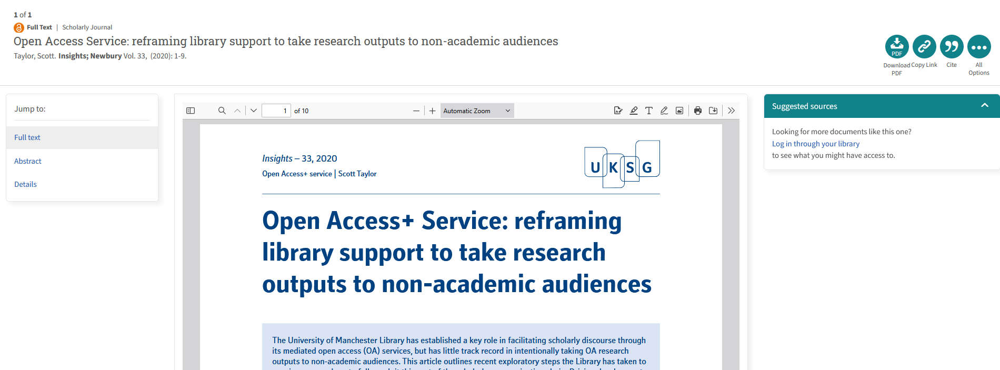 1 of 1
Full Text | Scholarly Journal
Open Access Service: reframing library support to take research outputs to non-academic audiences
Taylor, Scott. Insights; Newbury Vol. 33, (2020): 1-9.
PDF
Download PDF
Copy Link
Cite
All Options
Jump to:
Full text
Abstract
Details
1 of 10
Automatic Zoom
Insights – 33, 2020
Open Access+ service | Scott Taylor
UKSG
Open Access+ Service: reframing
library support to take research
outputs to non-academic audiences
The University of Manchester Library has established a key role in facilitating scholarly discourse through
its mediated open access (OA) services, but has little track record in intentionally taking OA research
outputs to non-academic audiences. This article outlines recent exploratory steps the Library has taken to
Suggested sources
Looking for more documents like this one?
Log in through your library
to see what you might have access to.